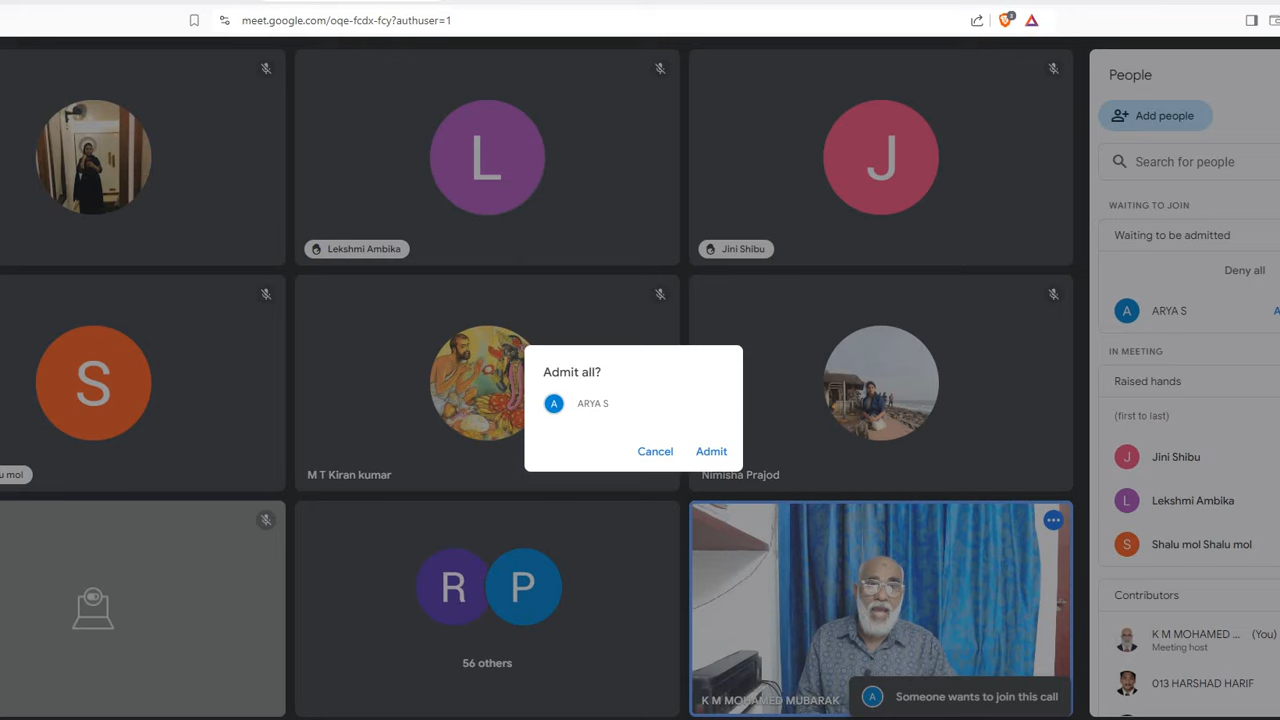 meet.google.com/oqe-fcdx-fcy?authuser=1
L
Lekshmi Ambika
J
Jini Shibu
S
u mol
M T Kiran kumar
Nimisha Prajod
Admit all?
A ARYA S
Cancel Admit
R P
56 others
K M MOHAMED MUBARAK
A Someone wants to join this call
People
Add people
Search for people
WAITING TO JOIN
Waiting to be admitted
Deny all
A ARYA S A
IN MEETING
Raised hands
(first to last)
J Jini Shibu
L Lekshmi Ambika
S Shalu mol Shalu mol
Contributors
K M MOHAMED ... (You)
Meeting host
013 HARSHAD HARIF